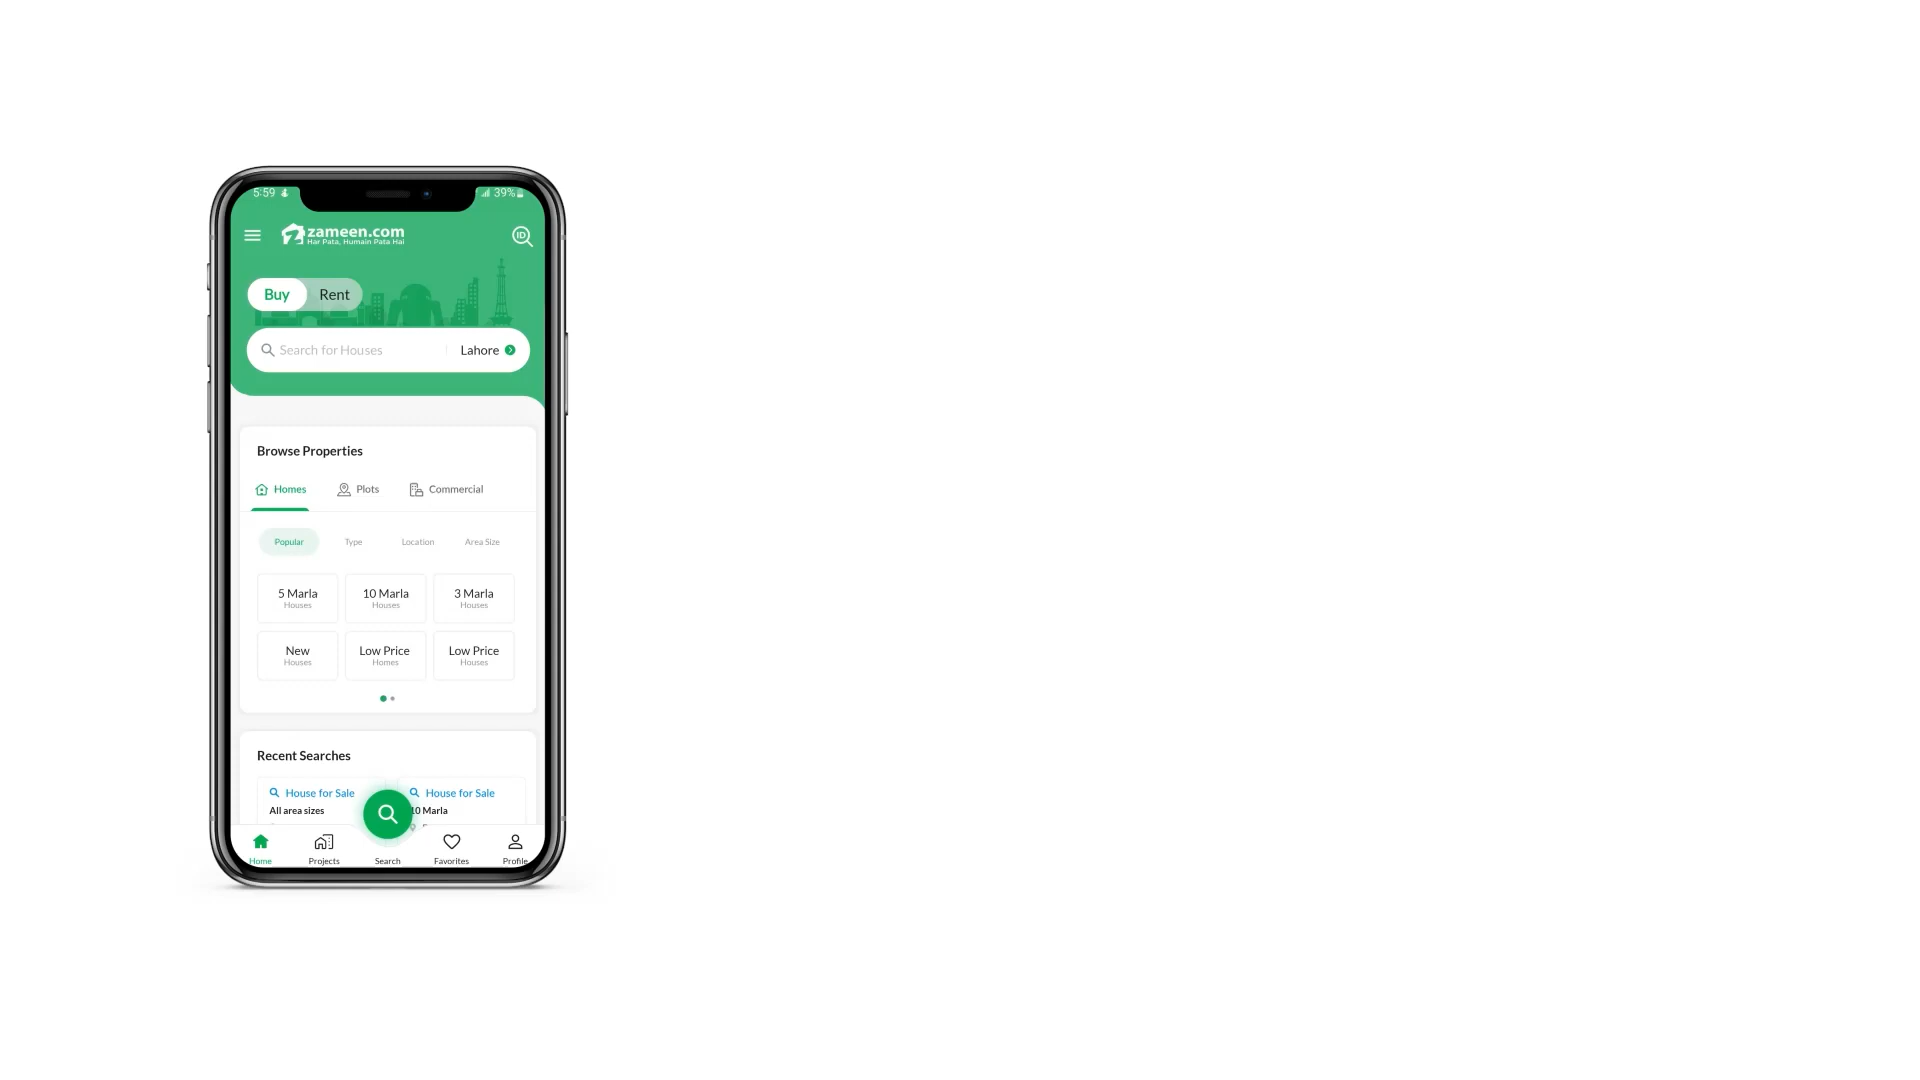 5:59
39%
zameen.com
Har Pata, Humain Pata Hai
ID
Buy Rent
Search for Houses Lahore
Browse Properties
Homes Plots Commercial
Popular Type Location Area Size
5 Marla 10 Marla 3 Marla
Houses Houses Houses
New Low Price Low Price
Houses Homes Houses
Recent Searches
House for Sale House for Sale
All area sizes 10 Marla
Home Projects Search Favorites Profile